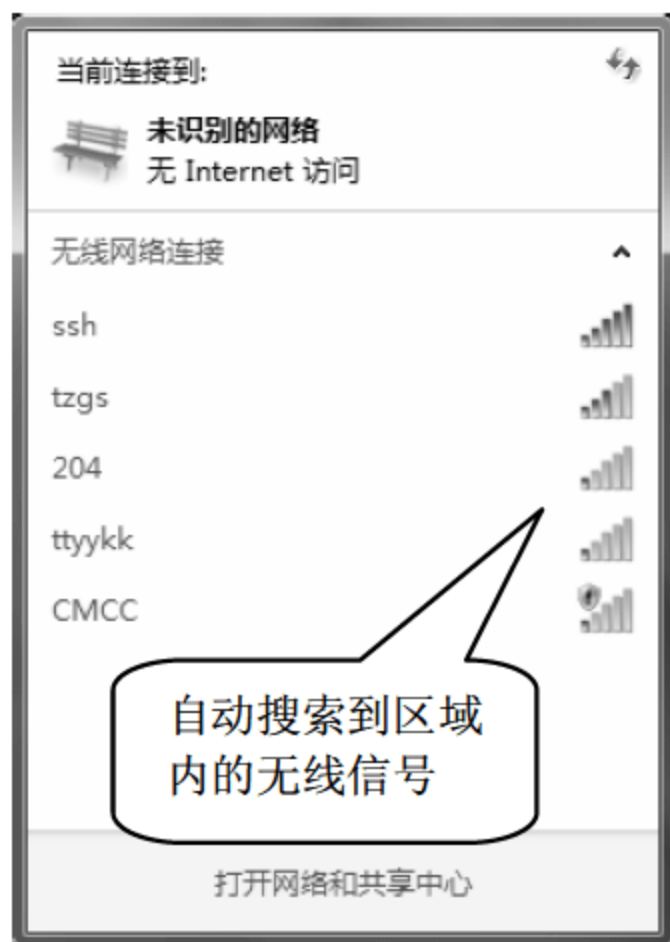 当前连接到:
未识别的网络
无 Internet 访问
无线网络连接
ssh
tzgs
204
ttyykk
CMCC
自动搜索到区域
内的无线信号
打开网络和共享中心